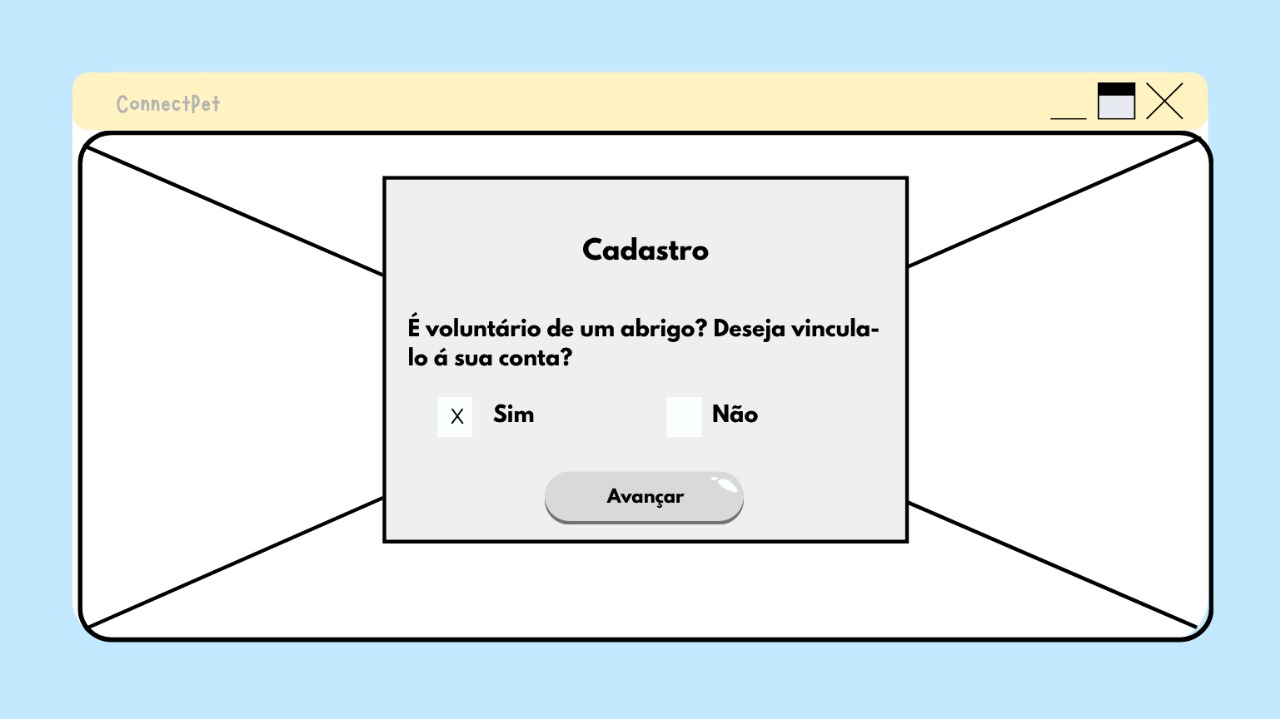 ConnectPet
Cadastro
É voluntário de um abrigo? Deseja vincula-
lo á sua conta?
X Sim Não
Avançar